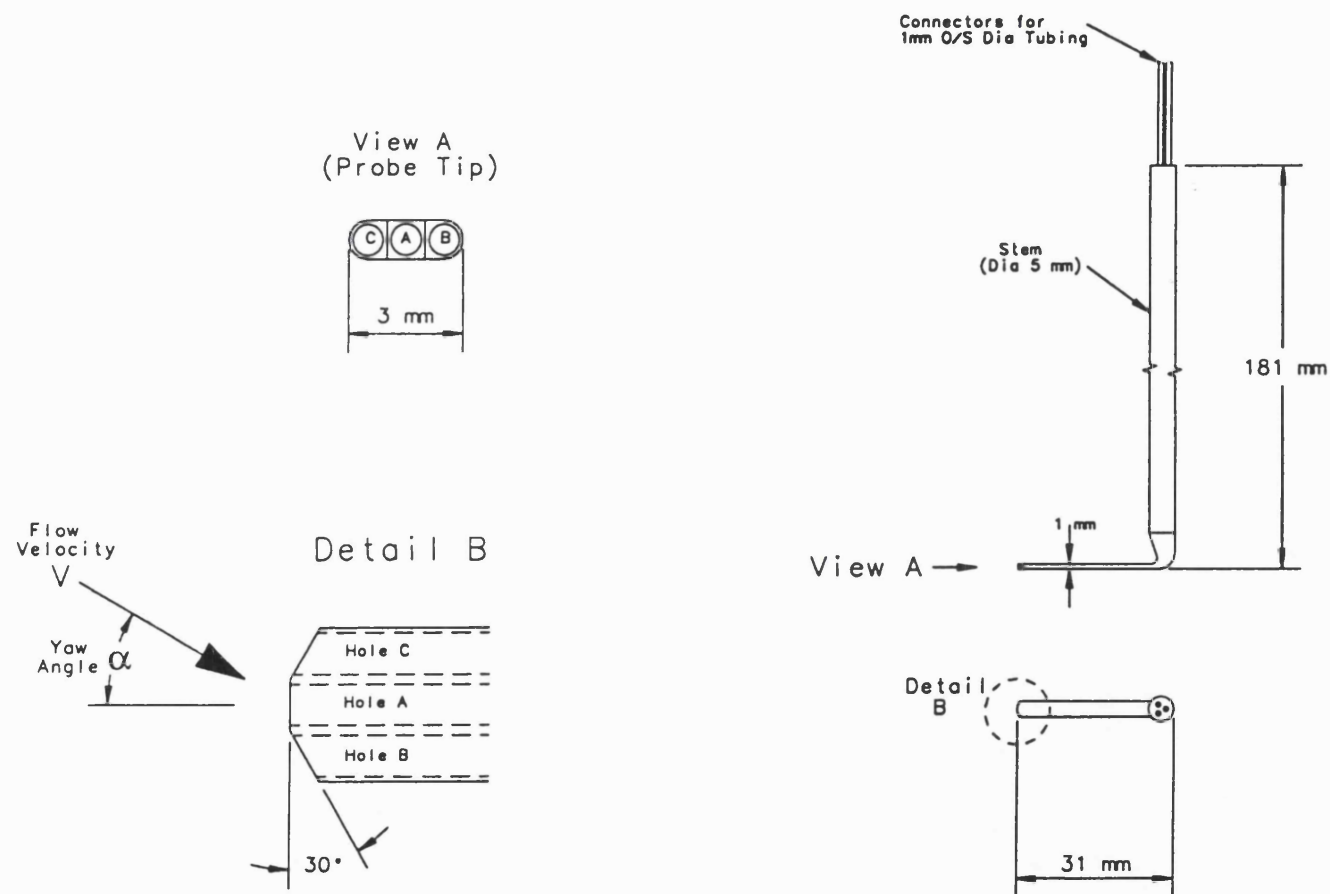 Connectors for
1mm O/S Dia Tubing
View A
(Probe Tip)
C A B
3 mm
Stem
(Dia 5 mm)
181 mm
1 mm
View A
Flow
Velocity
V
Detail B
Yaw
Angle α
Hole C
Hole A
Hole B
30°
Detail
B
31 mm